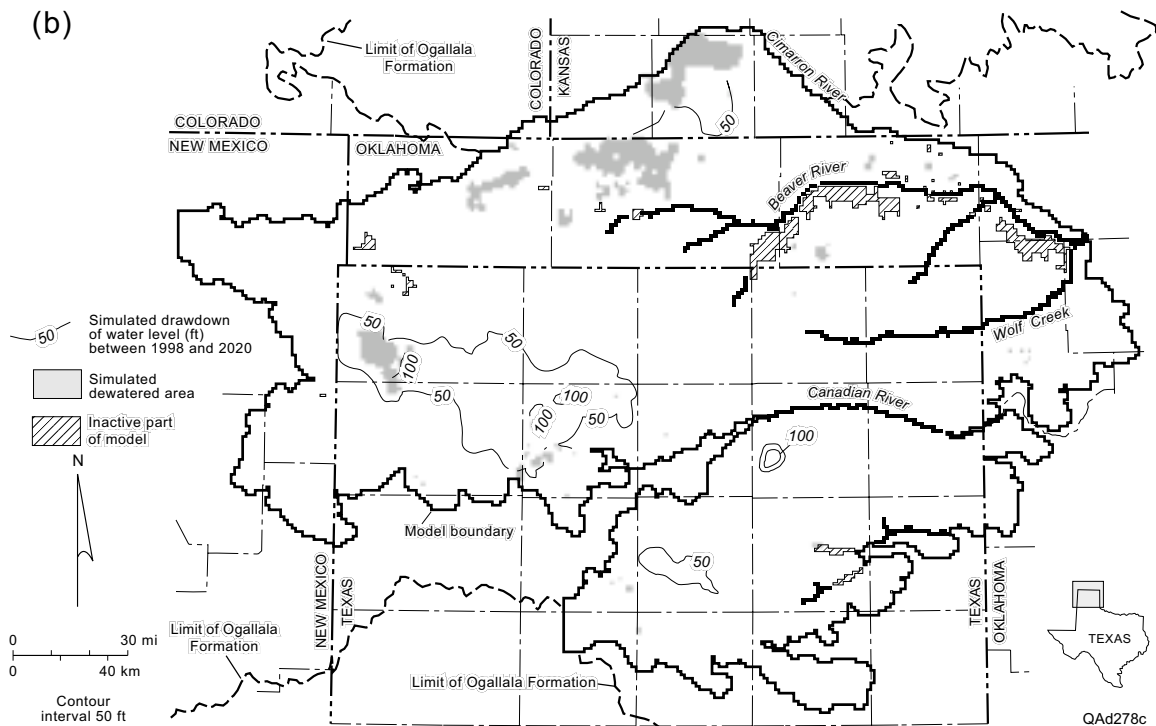 (b)
Limit of Ogallala
Formation
COLORADO
KANSAS
Cimarron River
50
COLORADO
NEW MEXICO
OKLAHOMA
Beaver River
Simulated drawdown
of water level (ft)
between 1998 and 2020
50
Simulated
dewatered area
Inactive part
of model
50
100
50
50
100
100
50
Wolf Creek
Canadian River
100
N
Model boundary
50
NEW MEXICO
TEXAS
TEXAS
OKLAHOMA
0 30 mi
0 40 km
Contour
interval 50 ft
Limit of Ogallala
Formation
Limit of Ogallala Formation
TEXAS
QAd278c